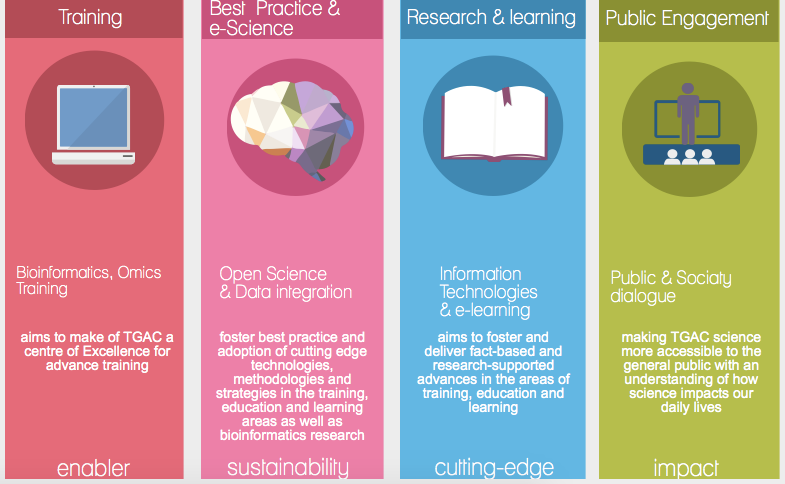 Training
Bioinformatics, Omics
Training
aims to make of TGAC a
centre of Excellence for
advance training
enabler
Best Practice &
e-Science
Open Science
& Data integration
foster best practice and
adoption of cutting edge
technologies,
methodologies and
strategies in the training,
education and learning
areas as well as
bioinformatics research
sustainability
Research & learning
Information
Technologies
& e-learning
aims to foster and
deliver fact-based and
research-supported
advances in the areas of
training, education and
learning
cutting-edge
Public Engagement
Public & Sociaty
dialogue
making TGAC science
more accessible to the
general public with an
understanding of how
science impacts our
daily lives
impact